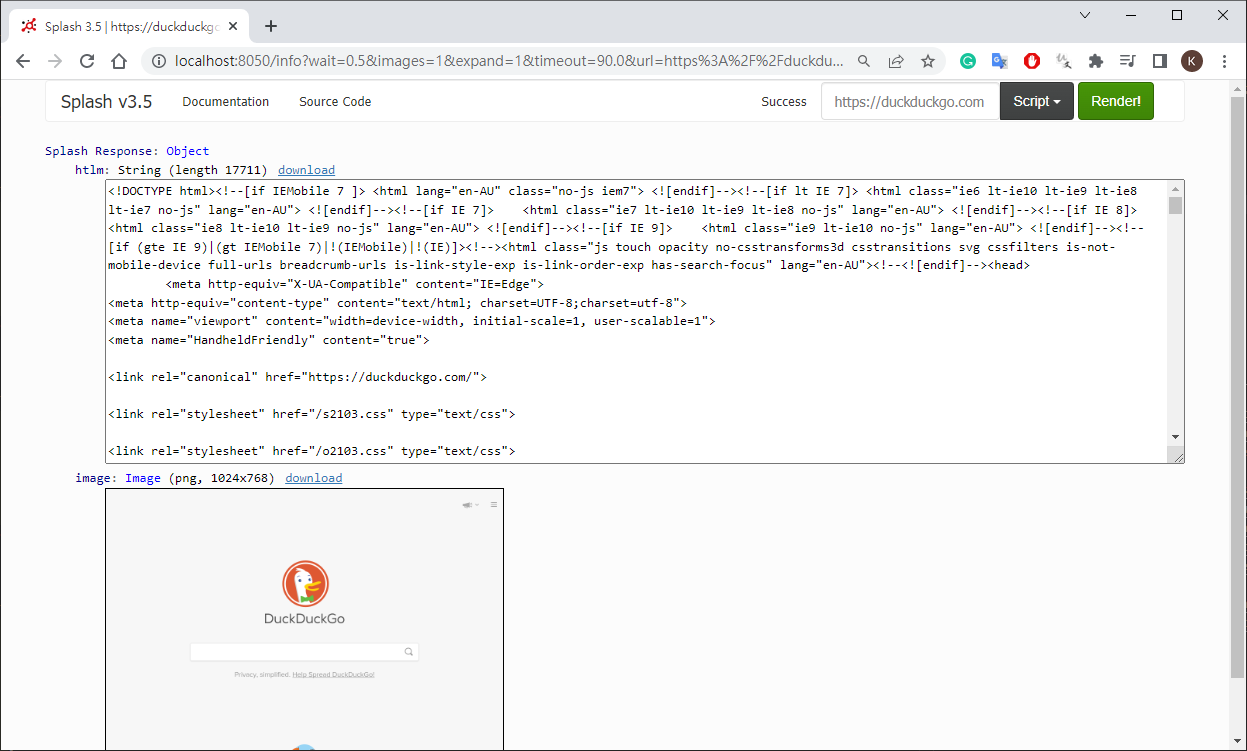 Splash 3.5 | https://duckduckgo
localhost:8050/info?wait=0.5&images=1&expand=1&timeout=90.0&url=https%3A%2F%2Fduckdu...
K
Splash v3.5 Documentation Source Code Success https://duckduckgo.com Script Render!
Splash Response: Object
htlm: String (length 17711) download
<!DOCTYPE html><!--[if IEMobile 7 ]> <html lang="en-AU" class="no-js iem7"> <![endif]--><!--[if lt IE 7]> <html class="ie6 lt-ie10 lt-ie9 lt-ie8
lt-ie7 no-js" lang="en-AU"> <![endif]--><!--[if IE 7]>    <html class="ie7 lt-ie10 lt-ie9 lt-ie8 no-js" lang="en-AU"> <![endif]--><!--[if IE 8]>
<html class="ie8 lt-ie10 lt-ie9 no-js" lang="en-AU"> <![endif]--><!--[if IE 9]>    <html class="ie9 lt-ie10 no-js" lang="en-AU"> <![endif]--><!--
[if (gte IE 9)|(gt IEMobile 7)|!(IEMobile)|!(IE)]><!--><html class="js touch opacity no-csstransforms3d csstransitions svg cssfilters is-not-
mobile-device full-urls breadcrumb-urls is-link-style-exp is-link-order-exp has-search-focus" lang="en-AU"><!--<![endif]--><head>
<meta http-equiv="X-UA-Compatible" content="IE=Edge">
<meta http-equiv="content-type" content="text/html; charset=UTF-8;charset=utf-8">
<meta name="viewport" content="width=device-width, initial-scale=1, user-scalable=1">
<meta name="HandheldFriendly" content="true">
<link rel="canonical" href="https://duckduckgo.com/">
<link rel="stylesheet" href="/s2103.css" type="text/css">
<link rel="stylesheet" href="/o2103.css" type="text/css">
image: Image (png, 1024x768) download
DuckDuckGo
Privacy, simplified. Help Spread DuckDuckGo!